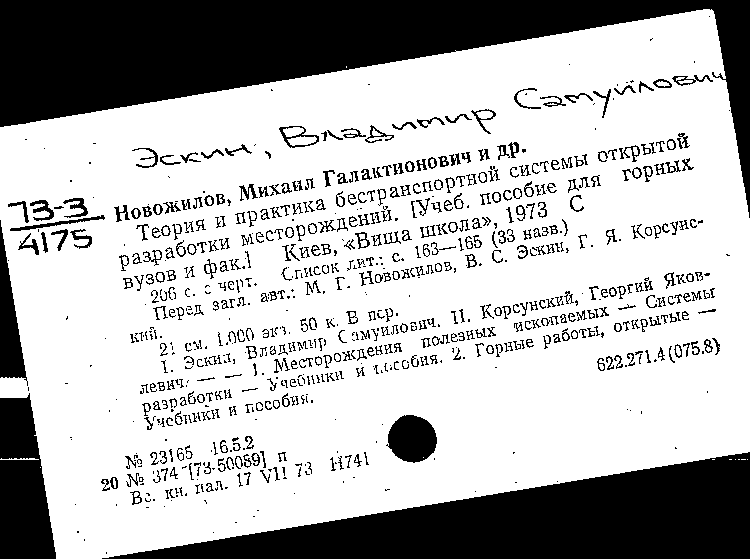 Эскин, Владимир Самуилович
73-3
4175
Новожилов, Михаил Галактионович и др.
Теория и практика бестранспортной системы открытой
разработки месторождений. [Учеб. пособие для горных
вузов и фак.] Киев, «Вища школа», 1973 С
206 с. с черт. Список лит.: с. 163—165 (33 назв.)
Перед загл. авт.: М. Г. Новожилов, В. С. Эскин, Г. Я. Корсунс-
кий.
21 см. 1.000 экз. 50 к. В пер.
I. Эскин, Владимир Самуилович. II. Корсунский, Георгий Яков-
левич. — — 1. Месторождения полезных ископаемых — Системы
разработки — Учебники и пособия. 2. Горные работы, открытые —
Учебники и пособия.
622.271.4(075.8)
№ 23165 16.5.2
20 № 374 [73-50089] п
Вс. кн. пал. 17 VII 73 Н741